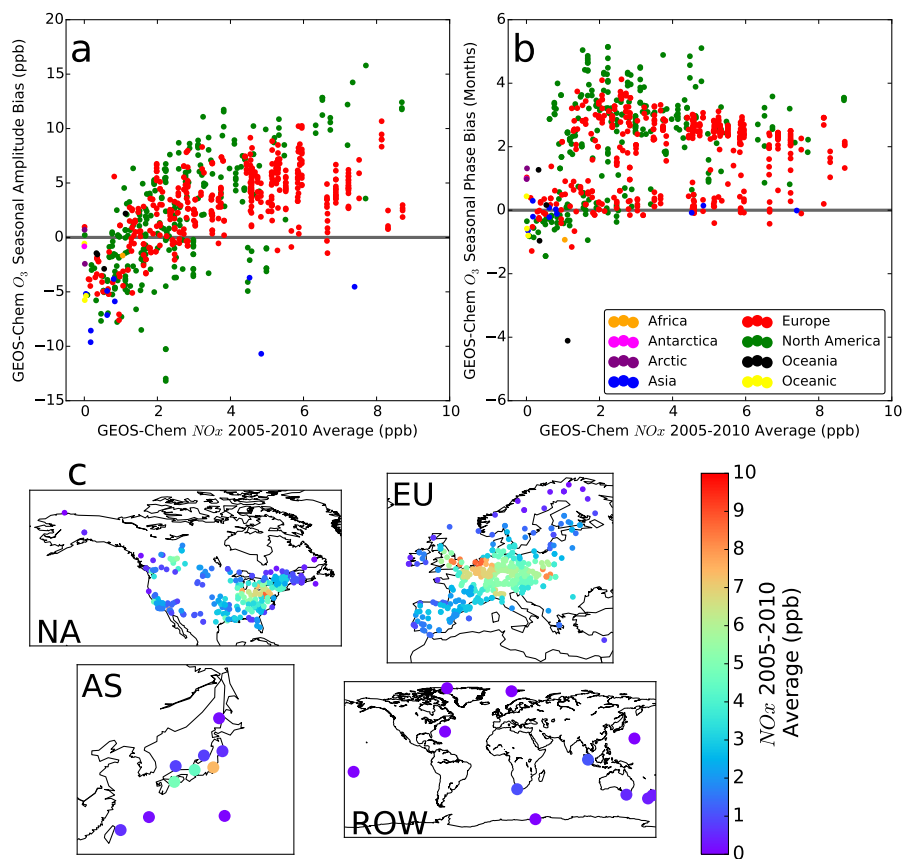 a
GEOS-Chem O3 Seasonal Amplitude Bias (ppb)
20
15
10
5
0
−5
−10
−15
0 2 4 6 8 10
GEOS-Chem NOx 2005-2010 Average (ppb)
b
GEOS-Chem O3 Seasonal Phase Bias (Months)
6
4
2
0
−2
−4
−6
Africa
Antarctica
Arctic
Asia
Europe
North America
Oceania
Oceanic
0 2 4 6 8 10
GEOS-Chem NOx 2005-2010 Average (ppb)
c
NA
EU
AS
ROW
10
9
8
7
6
5
4
3
2
1
0
NOx 2005-2010
Average (ppb)